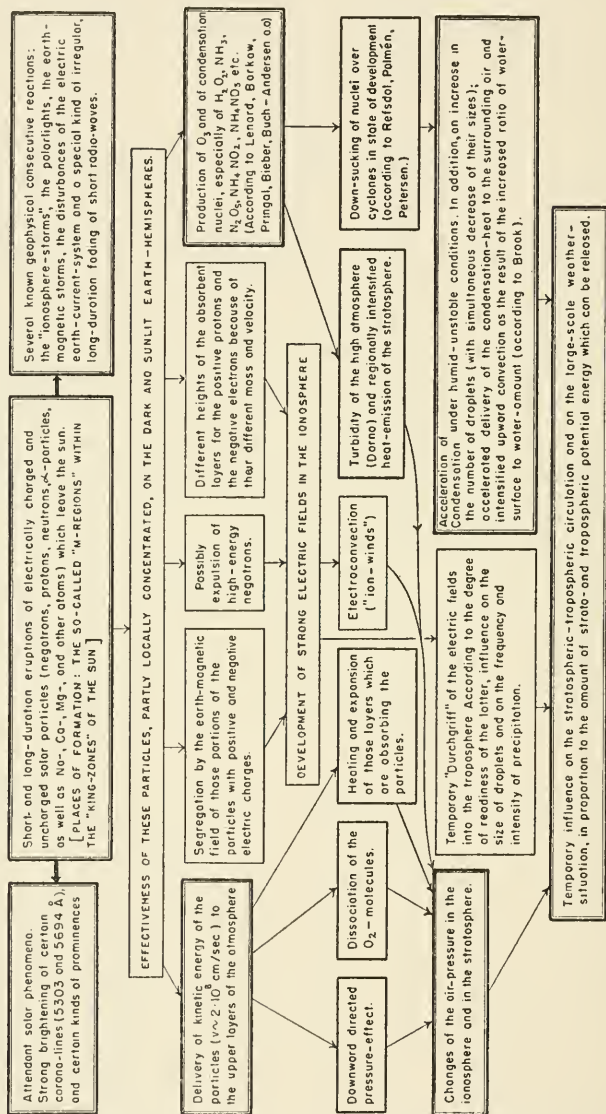 Attendant solar phenomena.
Strong brightening of certain
corona-lines (5303 and 5694 Å),
and certain kinds of prominences
Short- and long-duration eruptions of electrically charged and
uncharged solar particles (negatrons, protons, neutrons, α-particles,
as well as Na-, Ca-, Mg-, and other atoms) which leave the sun.
[PLACES OF FORMATION: THE SO-CALLED "M-REGIONS" WITHIN
THE "KING-ZONES" OF THE SUN]
Several known geophysical consecutive reactions:
the "ionosphere-storms", the polarlights, the earth-
magnetic storms, the disturbances of the electric
earth-current-system and a special kind of irregular,
long-duration fading of short radio-waves.
EFFECTIVENESS OF THESE PARTICLES, PARTLY LOCALLY CONCENTRATED, ON THE DARK AND SUNLIT EARTH-HEMISPHERES.
Delivery of kinetic energy of the
particles (v~2·10⁸ cm/sec) to
the upper layers of the atmosphere
Segregation by the earth-magnetic
field of those portions of the
particles with positive and negative
electric charges.
Possibly
expulsion of
high-energy
negotrons.
Different heights of the absorbent
layers for the positive protons and
the negative electrons because of
their different mass and velocity.
Production of O₃ and of condensation
nuclei, especially of H₂O₂, NH₃,
N₂O₅, NH₄NO₂, NH₄NO₃ etc.
(According to Lenard, Barkow,
Pringal, Bieber, Buch-Andersen a.o)
DEVELOPMENT OF STRONG ELECTRIC FIELDS IN THE IONOSPHERE
Downward directed
pressure-effect.
Dissociation of the
O₂-molecules.
Heating and expansion
of those layers which
are absorbing the
particles.
Electroconvection
("ion-winds")
Turbidity of the high atmosphere
(Dorno) and regionally intensified
heat-emission of the stratosphere.
Down-sucking of nuclei over
cyclones in state of development
(according to Refsdal, Palmén,
Petersen.)
Changes of the air-pressure in the
ionosphere and in the stratosphere.
Temporary "Durchgriff" of the electric fields
into the troposphere According to the degree
of readiness of the latter, influence on the
size of droplets and on the frequency and
intensity of precipitation.
Acceleration of
Condensation under humid-unstable conditions. In addition, an increase in
the number of droplets (with simultaneous decrease of their sizes);
accelerated delivery of the condensation-heat to the surrounding air and
intensified upward convection as the result of the increased ratio of water-
surface to water-amount (according to Brook).
Temporary influence on the stratospheric-tropospheric circulation and on the large-scale weather-
situation, in proportion to the amount of strato- and tropospheric potential energy which can be released.